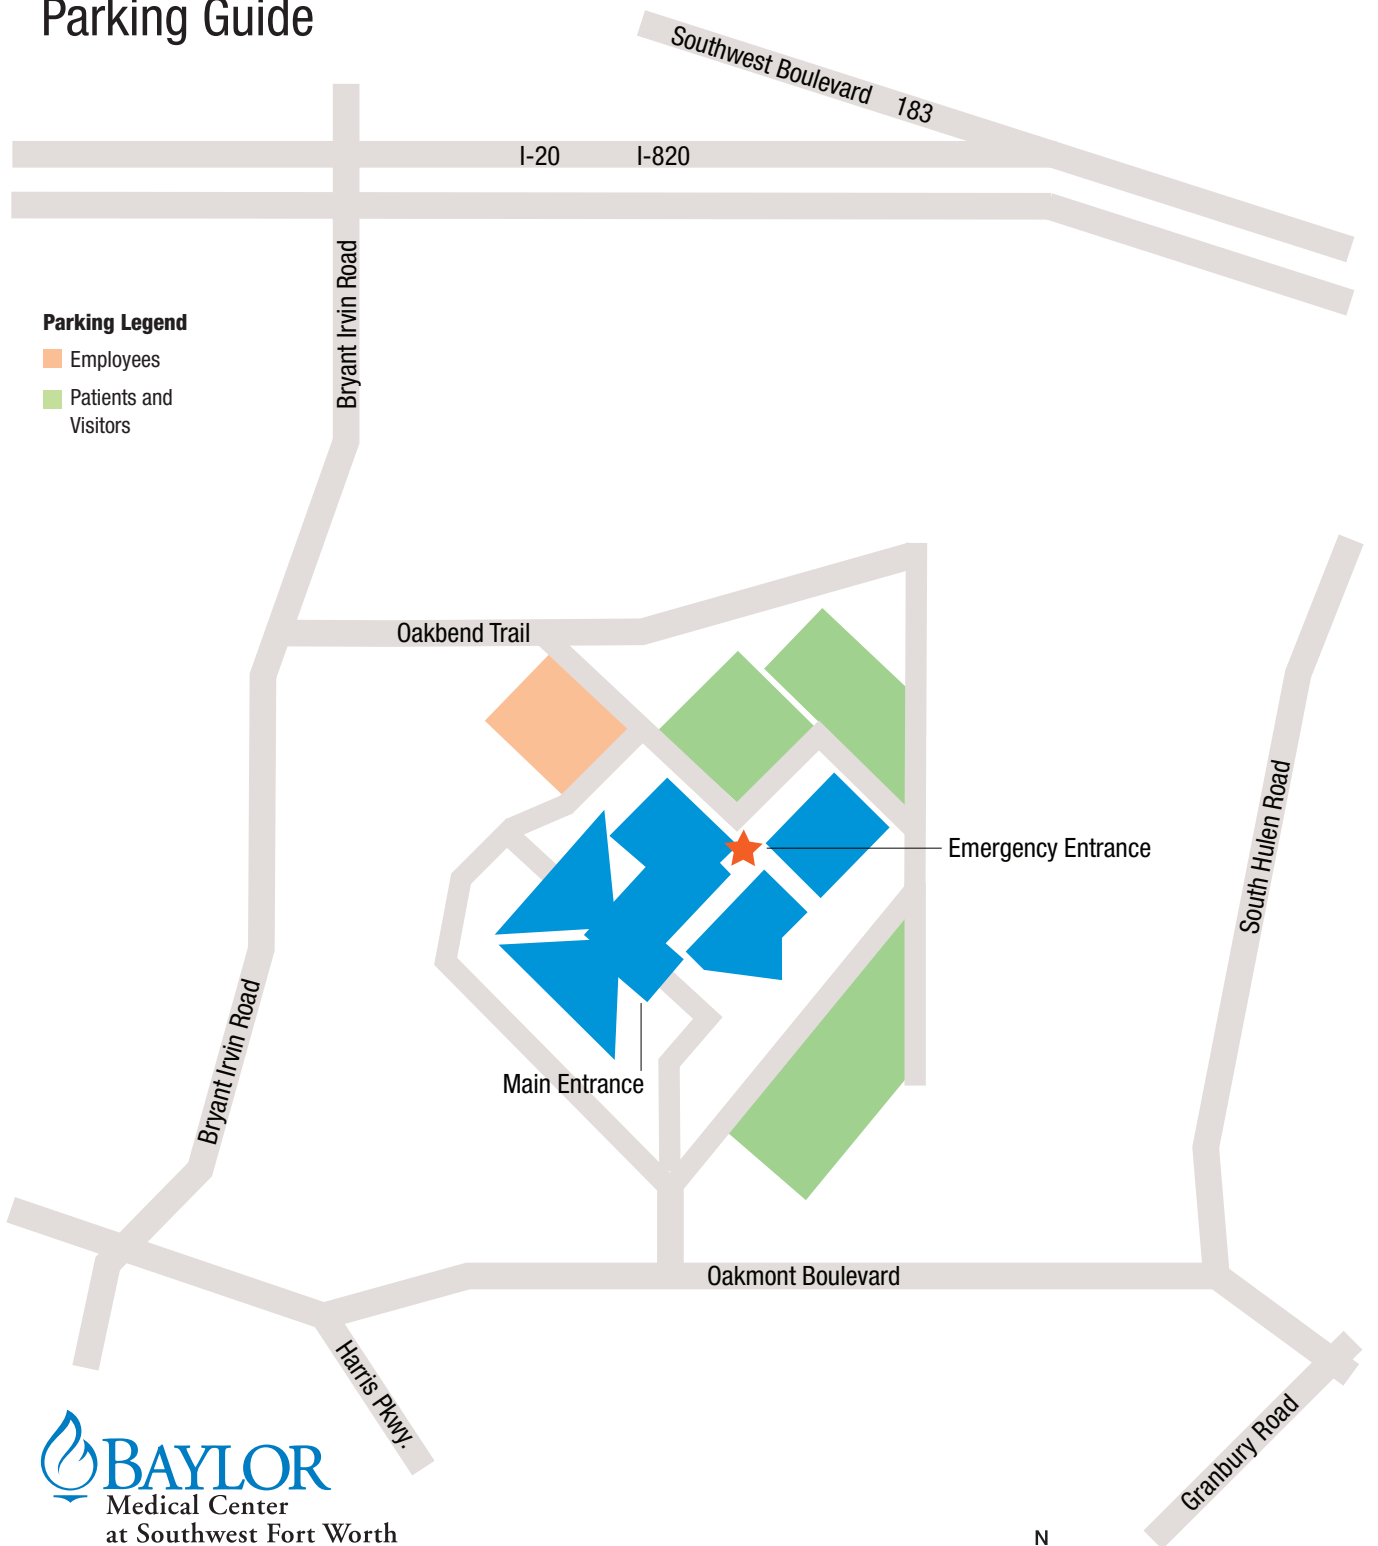 Parking Guide
Southwest Boulevard 183
I-20 I-820
Bryant Irvin Road
Parking Legend
Employees
Patients and
Visitors
Oakbend Trail
Emergency Entrance
South Hulen Road
Bryant Irvin Road
Main Entrance
Oakmont Boulevard
Harris Pkwy.
Granbury Road
BAYLOR
Medical Center
at Southwest Fort Worth
N